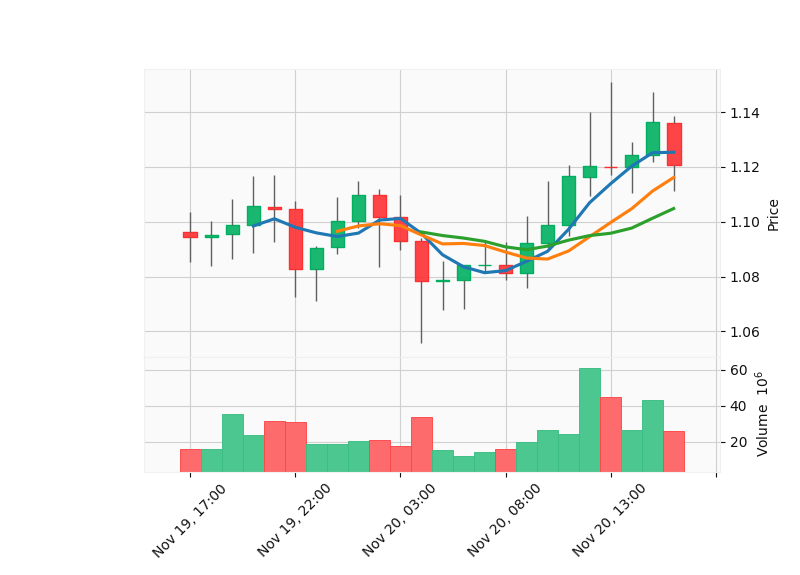 1.14
1.12
1.10
1.08
1.06
Price
60
40
20
Volume 10^6
Nov 19, 17:00
Nov 19, 22:00
Nov 20, 03:00
Nov 20, 08:00
Nov 20, 13:00